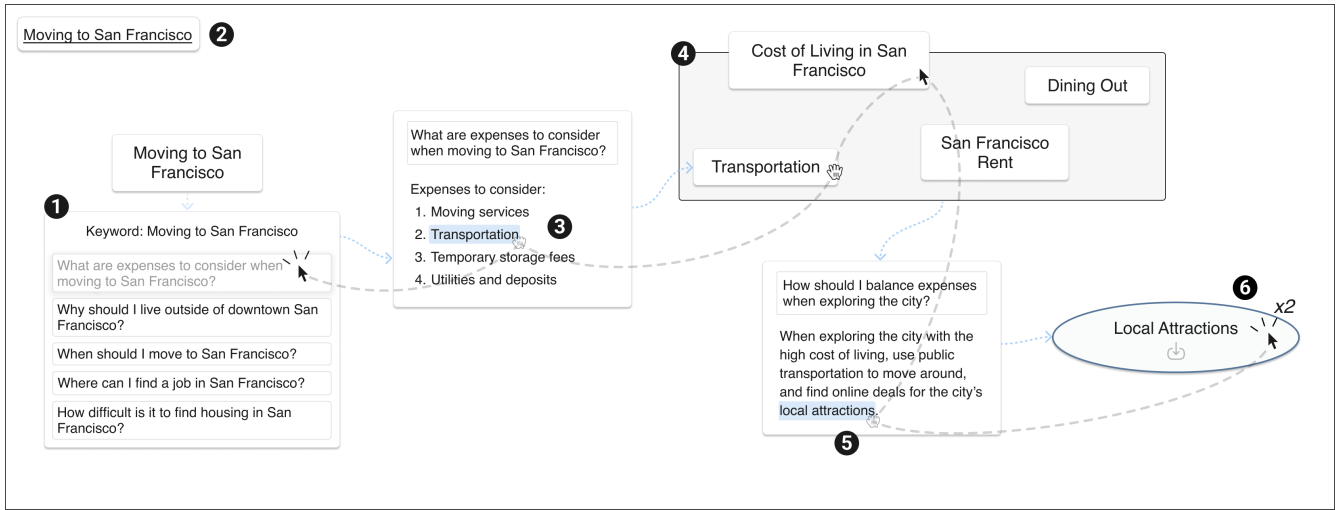 Moving to San Francisco
2
Moving to San
Francisco
1
Keyword: Moving to San Francisco
What are expenses to consider when
moving to San Francisco?
Why should I live outside of downtown San
Francisco?
When should I move to San Francisco?
Where can I find a job in San Francisco?
How difficult is it to find housing in San
Francisco?
What are expenses to consider
when moving to San Francisco?
Expenses to consider:
1. Moving services
2. Transportation
3. Temporary storage fees
4. Utilities and deposits
3
4
Cost of Living in San
Francisco
Dining Out
Transportation
San Francisco
Rent
How should I balance expenses
when exploring the city?
When exploring the city with the
high cost of living, use public
transportation to move around,
and find online deals for the city's
local attractions.
5
6
x2
Local Attractions